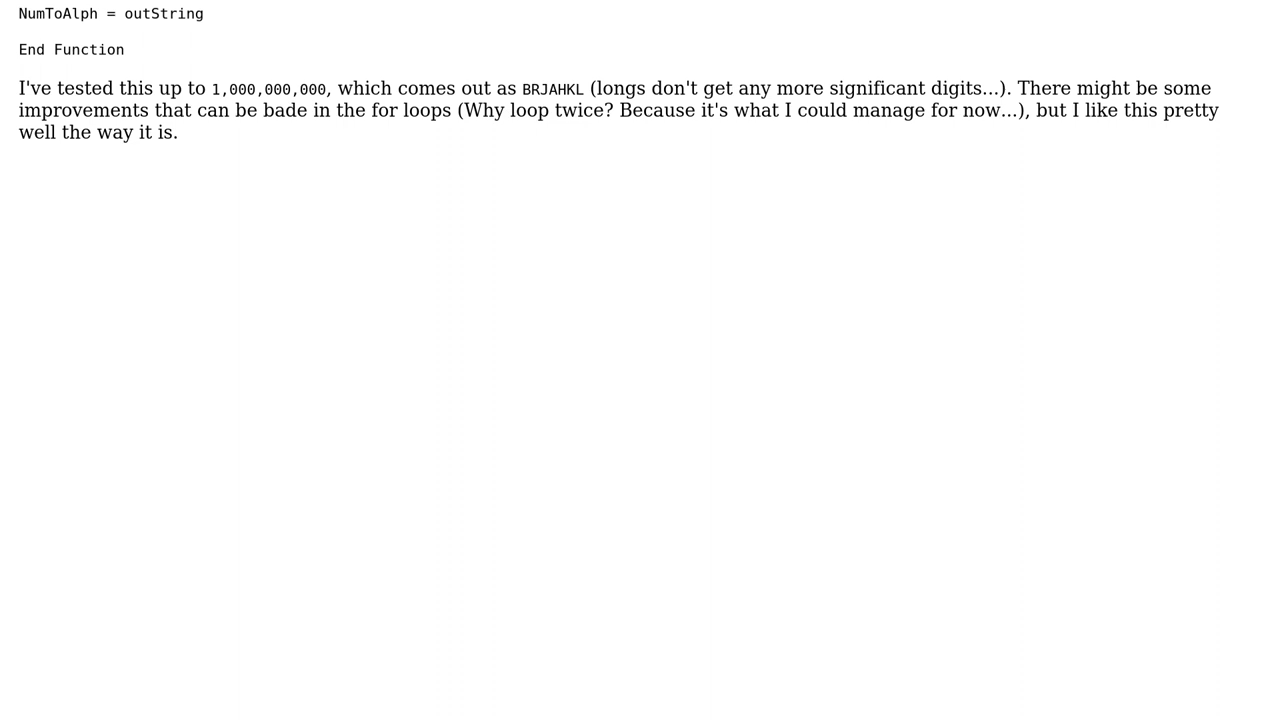 NumToAlph = outString
End Function
I've tested this up to 1,000,000,000, which comes out as BRJAHKL (longs don't get any more significant digits...). There might be some
improvements that can be bade in the for loops (Why loop twice? Because it's what I could manage for now...), but I like this pretty
well the way it is.